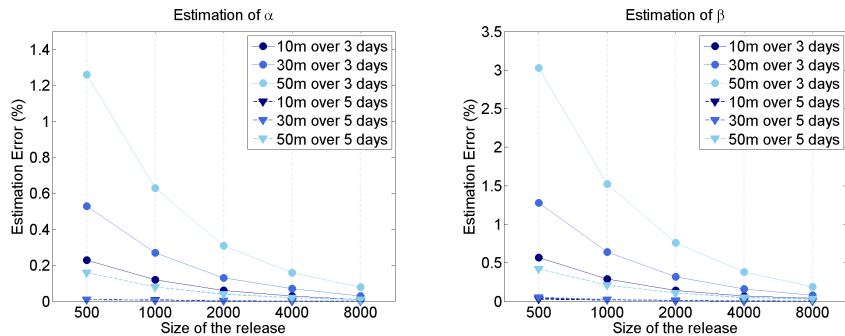 Estimation of α
1.4
1.2
1
0.8
0.6
0.4
0.2
0
Estimation Error (%)
500 1000 2000 4000 8000
Size of the release
10m over 3 days
30m over 3 days
50m over 3 days
10m over 5 days
30m over 5 days
50m over 5 days
Estimation of β
3.5
3
2.5
2
1.5
1
0.5
0
Estimation Error (%)
500 1000 2000 4000 8000
Size of the release
10m over 3 days
30m over 3 days
50m over 3 days
10m over 5 days
30m over 5 days
50m over 5 days